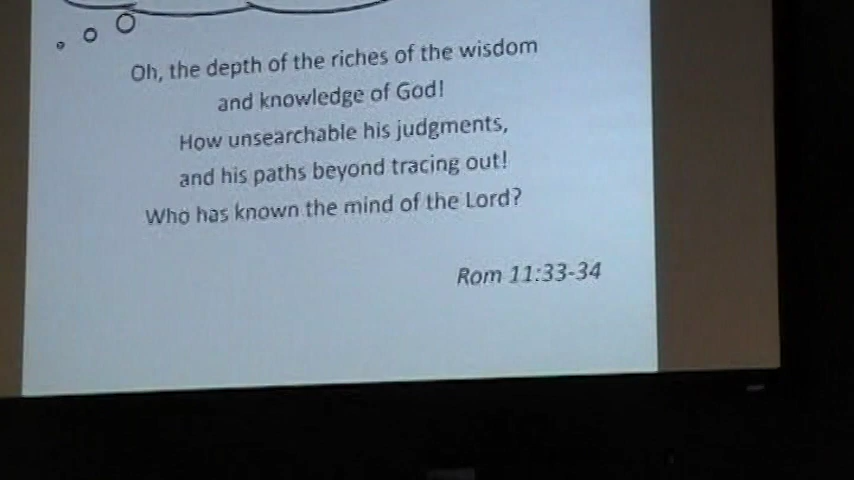 Oh, the depth of the riches of the wisdom
and knowledge of God!
How unsearchable his judgments,
and his paths beyond tracing out!
Who has known the mind of the Lord?
Rom 11:33-34